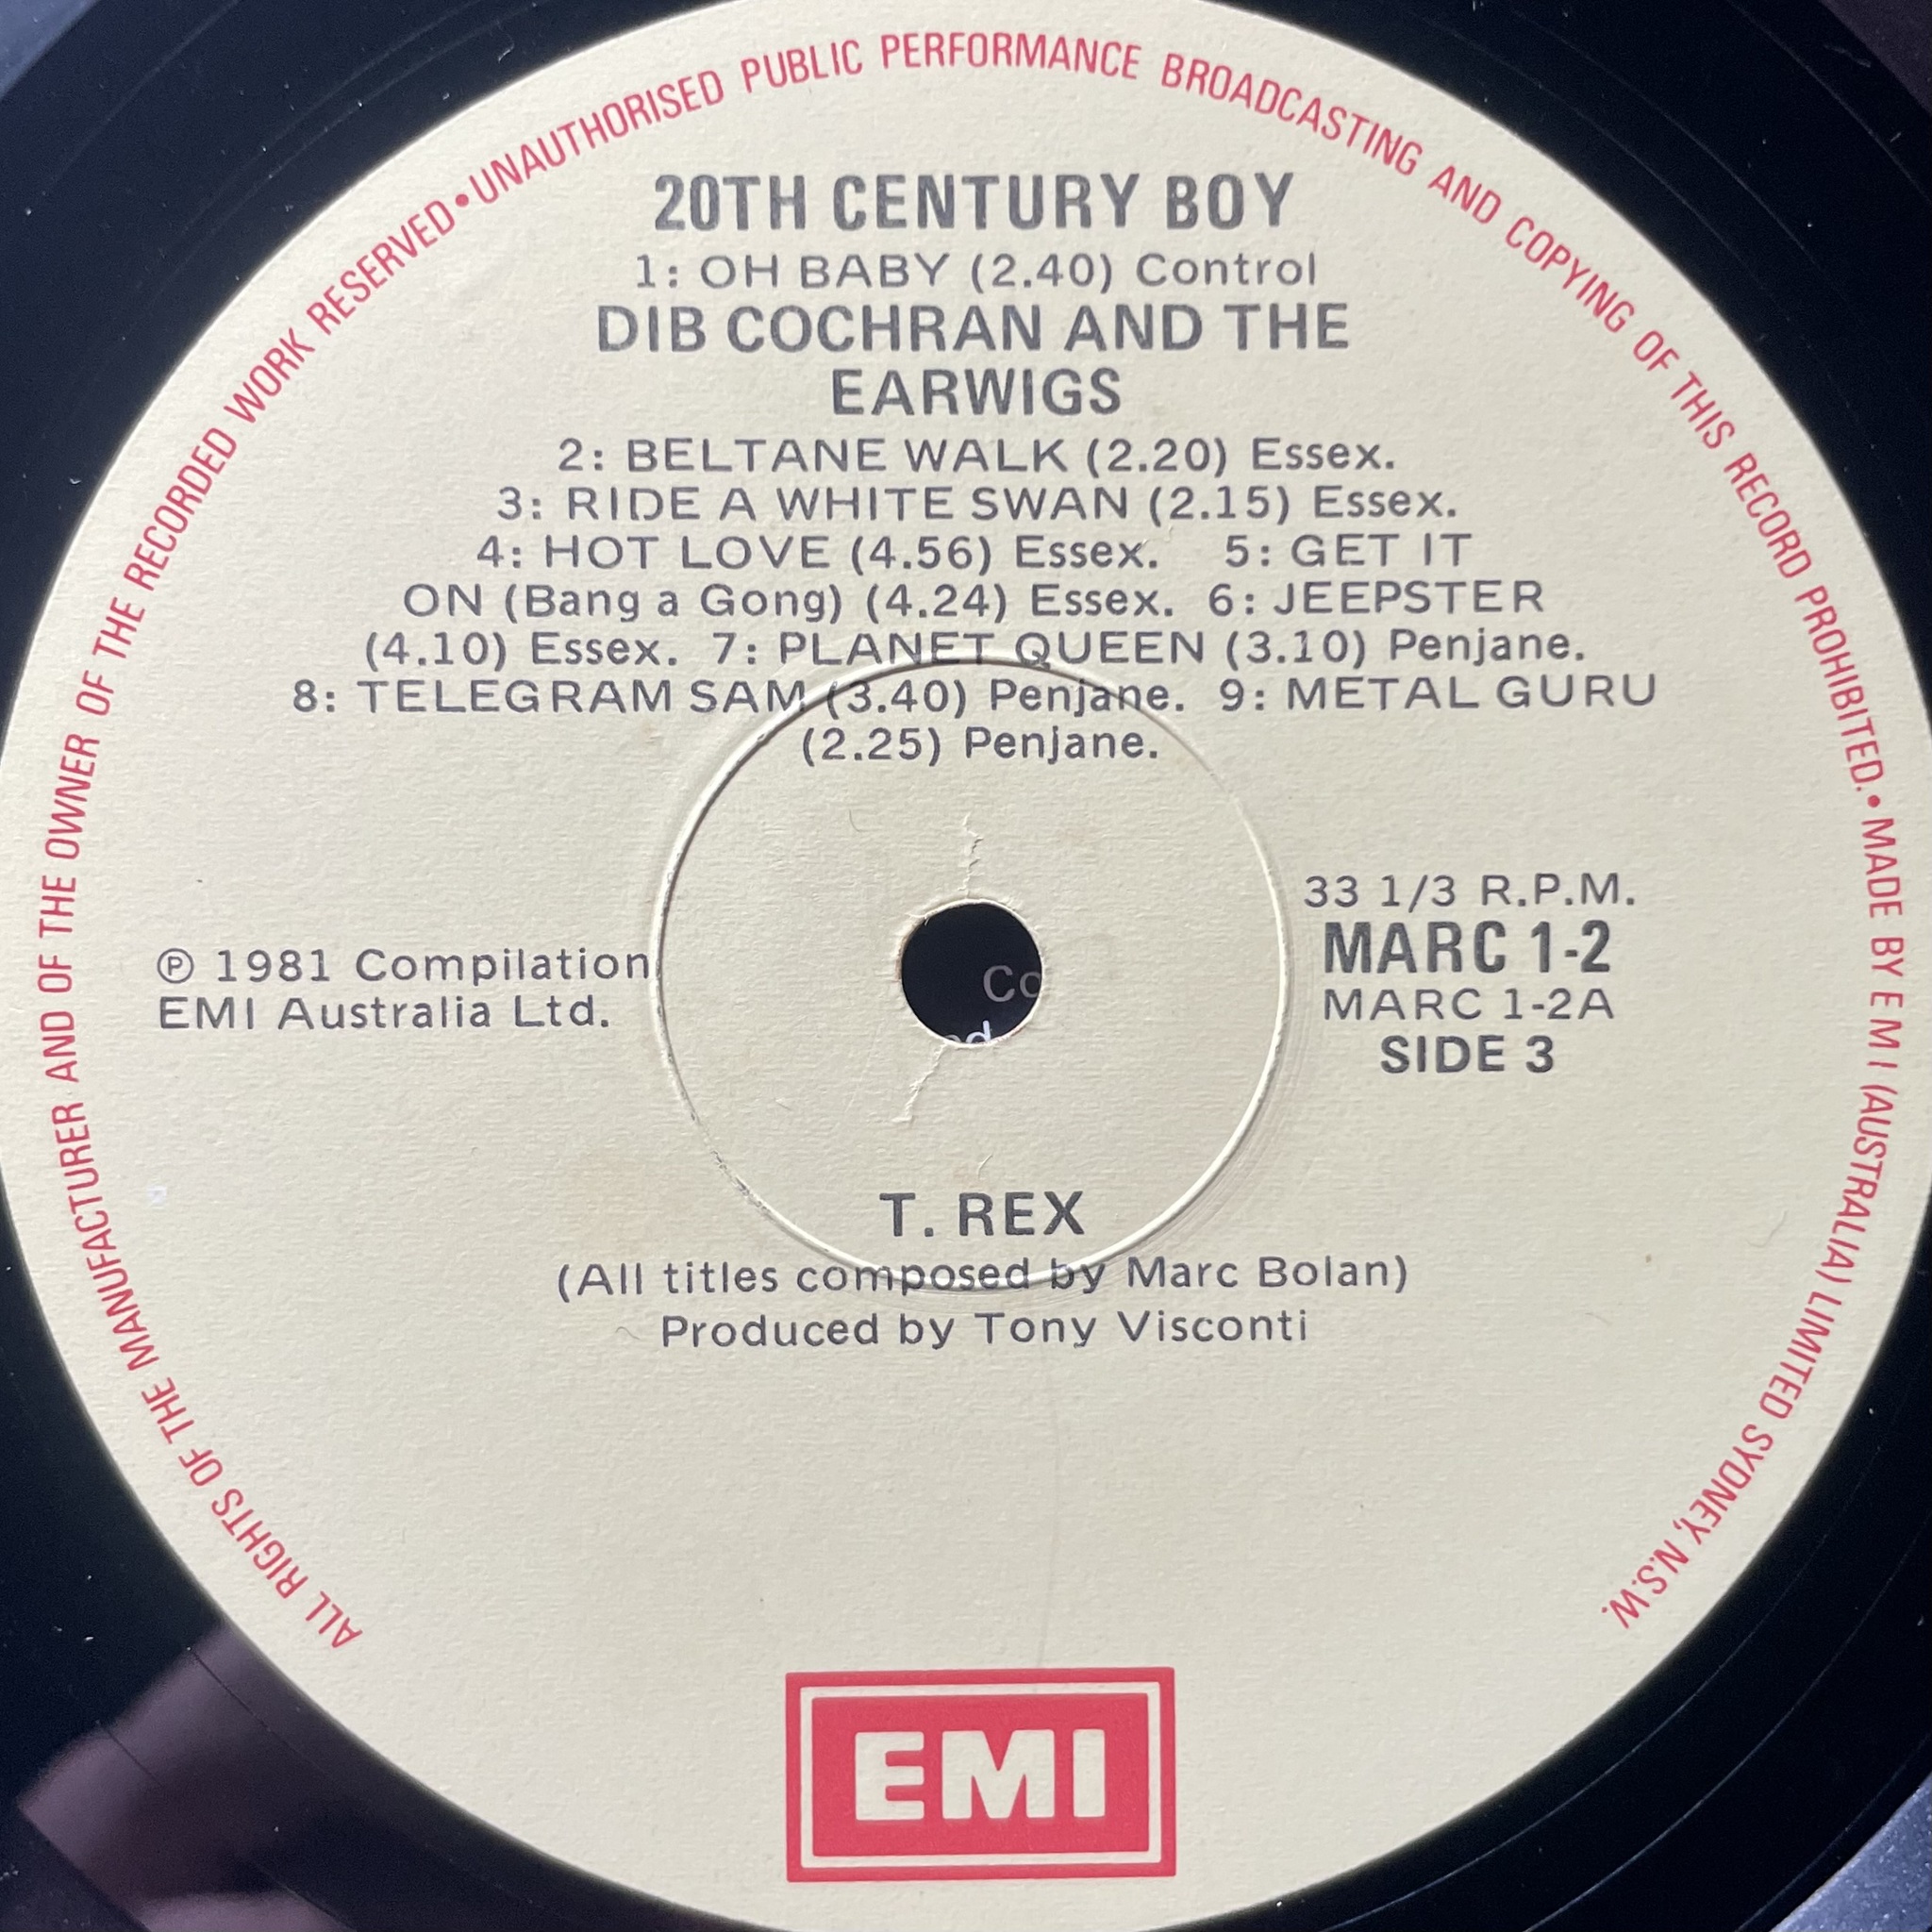 ALL RIGHTS OF THE MANUFACTURER AND OF THE OWNER OF THE RECORDED WORK RESERVED • UNAUTHORISED PUBLIC PERFORMANCE BROADCASTING AND COPYING OF THIS RECORD PROHIBITED. • MADE BY E M I (AUSTRALIA) LIMITED SYDNEY, N.S.W.
20TH CENTURY BOY
1: OH BABY (2.40) Control
DIB COCHRAN AND THE
EARWIGS
2: BELTANE WALK (2.20) Essex.
3: RIDE A WHITE SWAN (2.15) Essex.
4: HOT LOVE (4.56) Essex. 5: GET IT
ON (Bang a Gong) (4.24) Essex. 6: JEEPSTER
(4.10) Essex. 7: PLANET QUEEN (3.10) Penjane.
8: TELEGRAM SAM (3.40) Penjane. 9: METAL GURU
(2.25) Penjane.
℗ 1981 Compilation
EMI Australia Ltd.
33 1/3 R.P.M.
MARC 1-2
MARC 1-2A
SIDE 3
T. REX
(All titles composed by Marc Bolan)
Produced by Tony Visconti
EMI